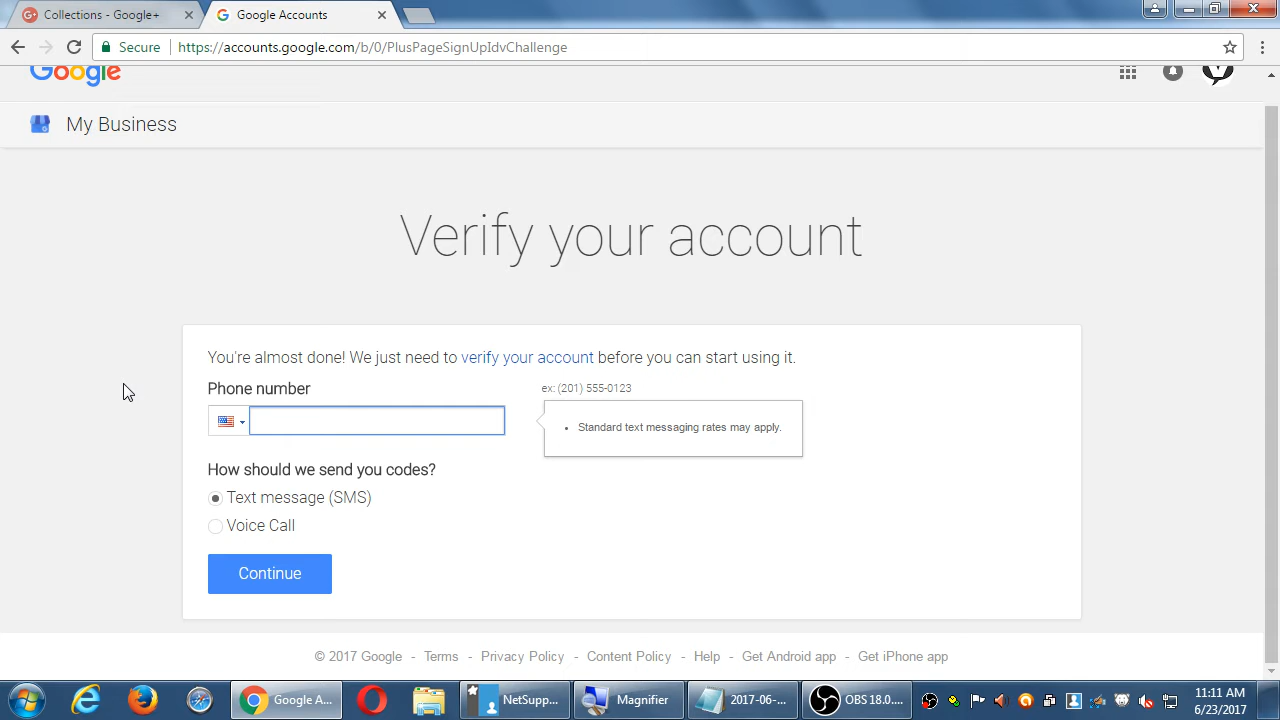 Collections - Google+
Google Accounts
Secure
https://accounts.google.com/b/0/PlusPageSignUpIdvChallenge
Google
My Business
Verify your account
You're almost done! We just need to verify your account before you can start using it.
Phone number
ex: (201) 555-0123
Standard text messaging rates may apply.
How should we send you codes?
Text message (SMS)
Voice Call
Continue
© 2017 Google - Terms - Privacy Policy - Content Policy - Help - Get Android app - Get iPhone app
Google A...
NetSupp...
Magnifier
2017-06-...
OBS 18.0....
11:11 AM
6/23/2017